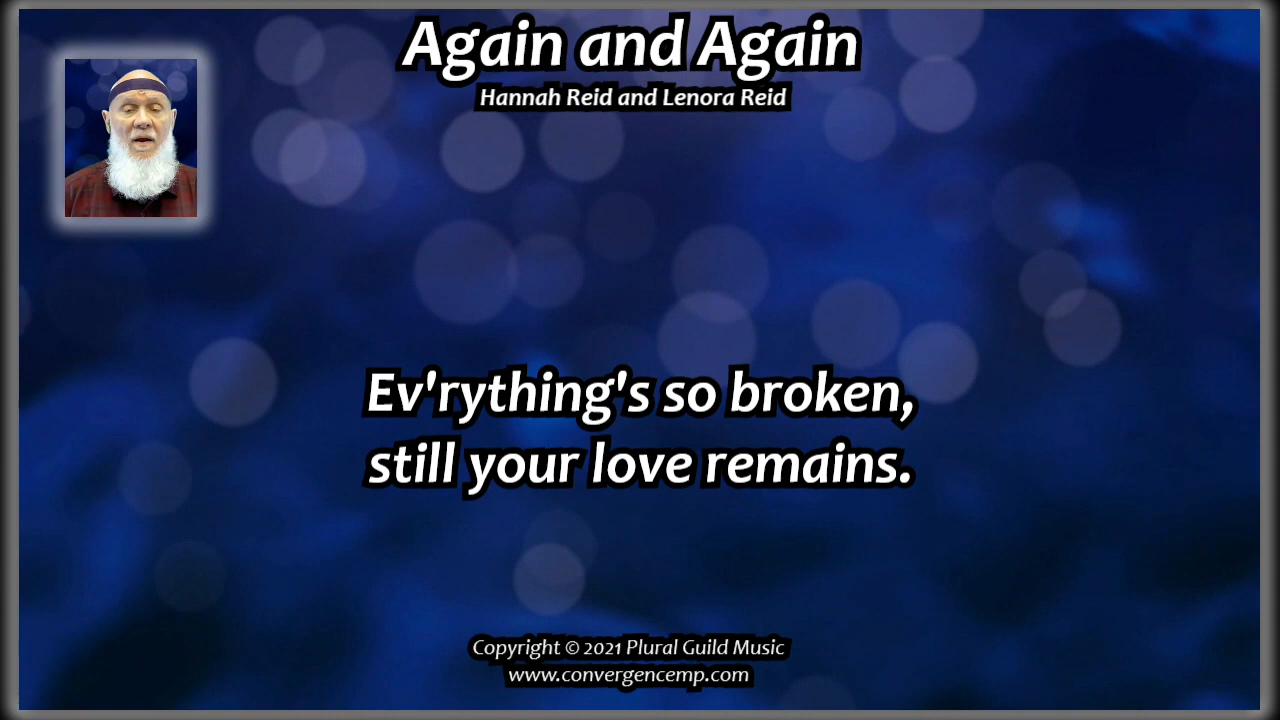 Again and Again
Hannah Reid and Lenora Reid
Ev'rything's so broken,
still your love remains.
Copyright © 2021 Plural Guild Music
www.convergencemp.com